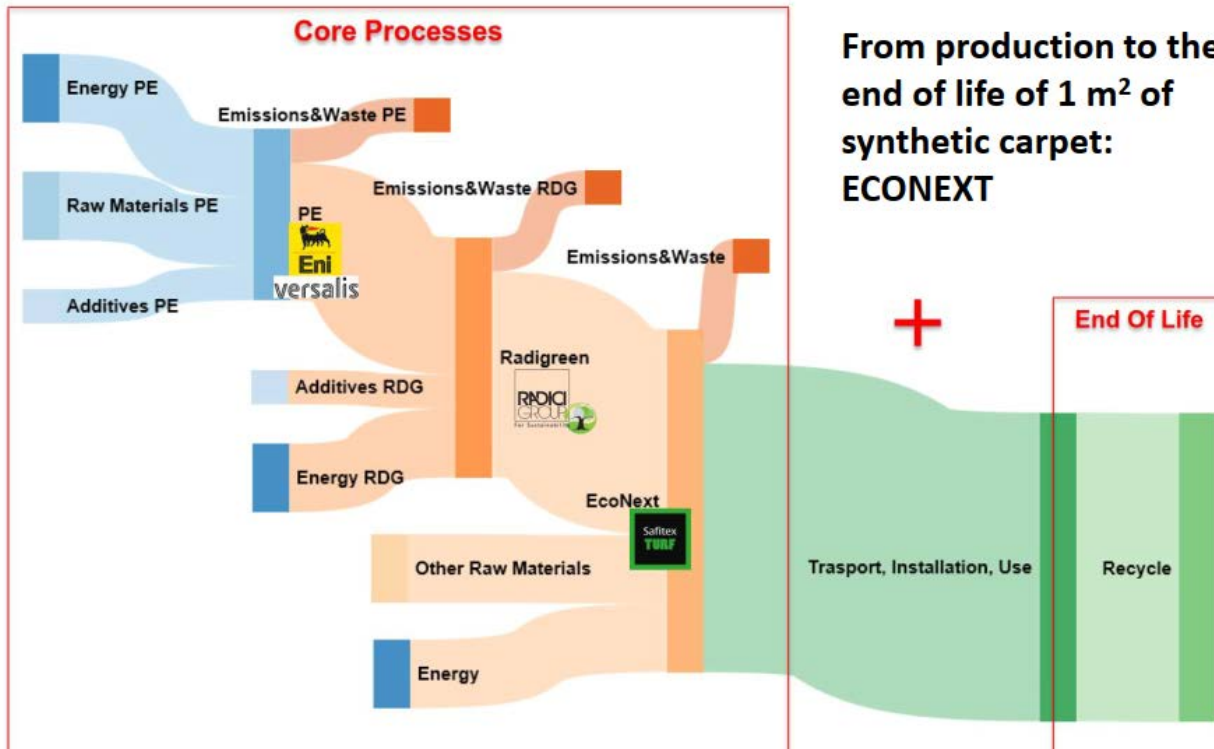 Core Processes
From production to the
end of life of 1 m² of
synthetic carpet:
ECONEXT
Energy PE
Emissions&Waste PE
Emissions&Waste RDG
Raw Materials PE
PE
Eni
versalis
Emissions&Waste
Additives PE
+
End Of Life
Radigreen
RADICI
GROUP
For Sustainability
Additives RDG
Energy RDG
EcoNext
Safitex
TURF
Other Raw Materials
Trasport, Installation, Use
Recycle
Energy